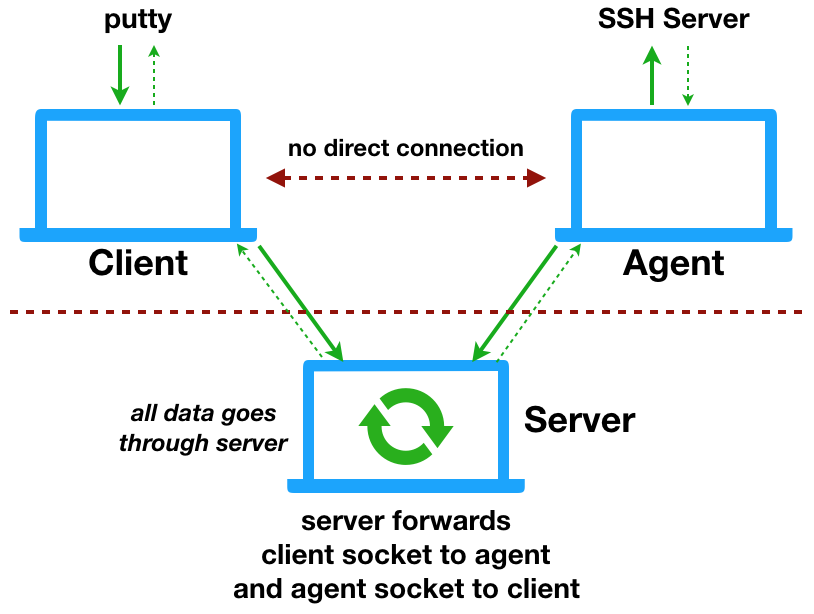 putty
SSH Server
no direct connection
Client
Agent
all data goes
through server
Server
server forwards
client socket to agent
and agent socket to client